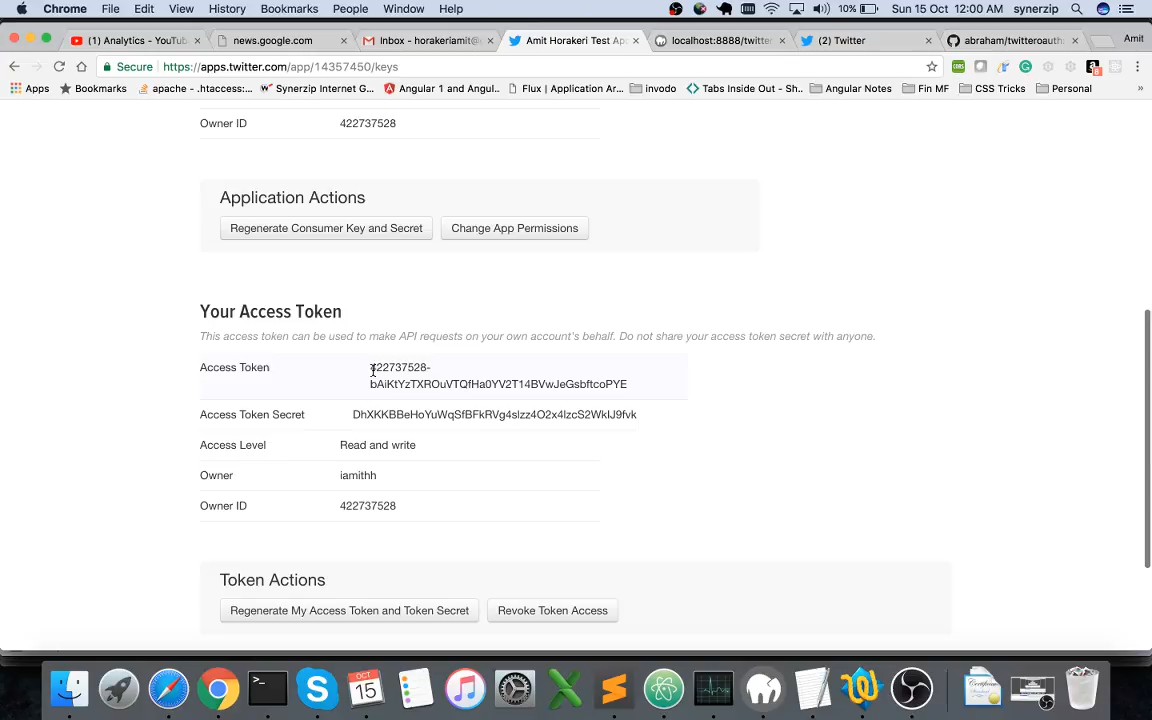 Chrome File Edit View History Bookmarks People Window Help 10% Sun 15 Oct 12:00 AM synerzip
(1) Analytics - YouTub
news.google.com
Inbox - horakeriamit@
Amit Horakeri Test App
localhost:8888/twitter
(2) Twitter
abraham/twitteroauth
Amit
Secure https://apps.twitter.com/app/14357450/keys
Apps Bookmarks apache - .htaccess:... Synerzip Internet G... Angular 1 and Angul... Flux | Application Ar... invodo Tabs Inside Out - Sh... Angular Notes Fin MF CSS Tricks Personal »
Owner ID 422737528
Application Actions
Regenerate Consumer Key and Secret Change App Permissions
Your Access Token
This access token can be used to make API requests on your own account's behalf. Do not share your access token secret with anyone.
Access Token 422737528-
bAiKtYzTXROuVTQfHa0YV2T14BVwJeGsbftcoPYE
Access Token Secret DhXKKBBeHoYuWqSfBFkRVg4slzz4O2x4lzcS2WkIJ9fvk
Access Level Read and write
Owner iamithh
Owner ID 422737528
Token Actions
Regenerate My Access Token and Token Secret Revoke Token Access
OCT
15